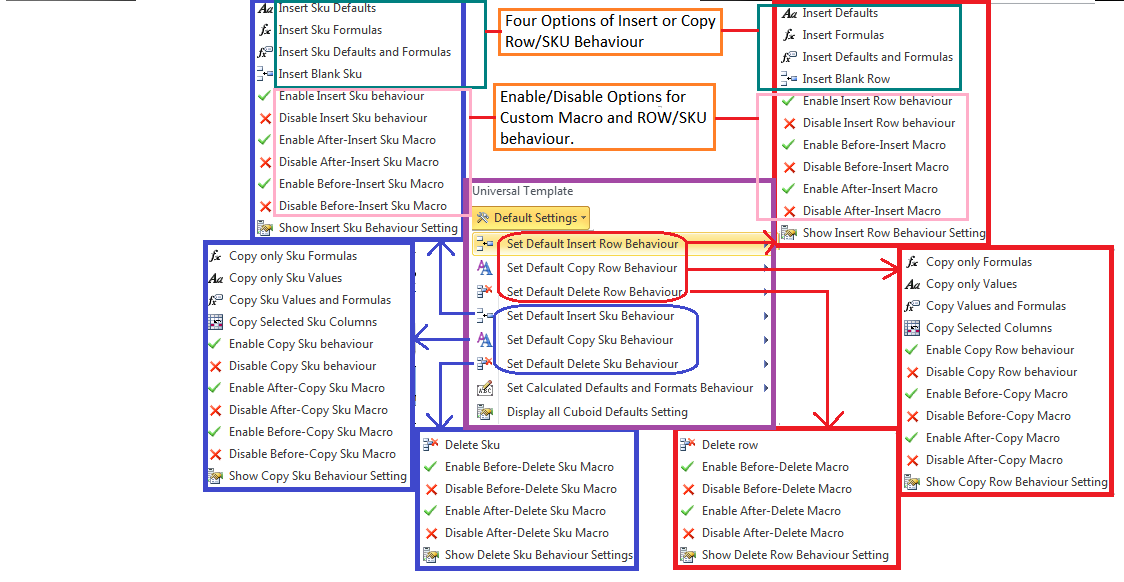 Insert Sku Defaults
Insert Sku Formulas
Insert Sku Defaults and Formulas
Insert Blank Sku
Enable Insert Sku behaviour
Disable Insert Sku behaviour
Enable After-Insert Sku Macro
Disable After-Insert Sku Macro
Enable Before-Insert Sku Macro
Disable Before-Insert Sku Macro
Show Insert Sku Behaviour Setting
Four Options of Insert or Copy
Row/SKU Behaviour
Enable/Disable Options for
Custom Macro and ROW/SKU
behaviour.
Insert Defaults
Insert Formulas
Insert Defaults and Formulas
Insert Blank Row
Enable Insert Row behaviour
Disable Insert Row behaviour
Enable Before-Insert Macro
Disable Before-Insert Macro
Enable After-Insert Macro
Disable After-Insert Macro
Show Insert Row Behaviour Setting
Universal Template
Default Settings
Set Default Insert Row Behaviour
Set Default Copy Row Behaviour
Set Default Delete Row Behaviour
Set Default Insert Sku Behaviour
Set Default Copy Sku Behaviour
Set Default Delete Sku Behaviour
Set Calculated Defaults and Formats Behaviour
Display all Cuboid Defaults Setting
Copy only Sku Formulas
Copy only Sku Values
Copy Sku Values and Formulas
Copy Selected Sku Columns
Enable Copy Sku behaviour
Disable Copy Sku behaviour
Enable After-Copy Sku Macro
Disable After-Copy Sku Macro
Enable Before-Copy Sku Macro
Disable Before-Copy Sku Macro
Show Copy Sku Behaviour Setting
Copy only Formulas
Copy only Values
Copy Values and Formulas
Copy Selected Columns
Enable Copy Row behaviour
Disable Copy Row behaviour
Enable Before-Copy Macro
Disable Before-Copy Macro
Enable After-Copy Macro
Disable After-Copy Macro
Show Copy Row Behaviour Setting
Delete Sku
Enable Before-Delete Sku Macro
Disable Before-Delete Sku Macro
Enable After-Delete Sku Macro
Disable After-Delete Sku Macro
Show Delete Sku Behaviour Settings
Delete row
Enable Before-Delete Macro
Disable Before-Delete Macro
Enable After-Delete Macro
Disable After-Delete Macro
Show Delete Row Behaviour Setting